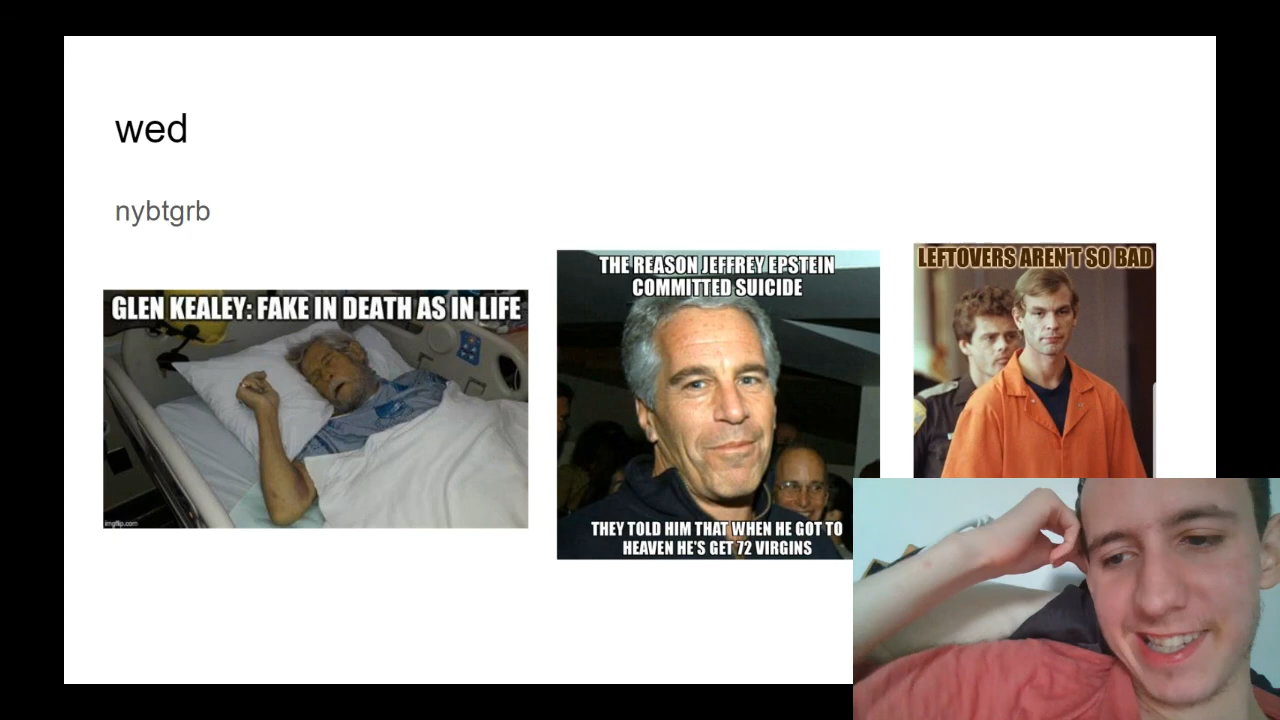 wed
nybtgrb
GLEN KEALEY: FAKE IN DEATH AS IN LIFE
imgflip.com
THE REASON JEFFREY EPSTEIN
COMMITTED SUICIDE
THEY TOLD HIM THAT WHEN HE GOT TO
HEAVEN HE'S GET 72 VIRGINS
LEFTOVERS AREN'T SO BAD